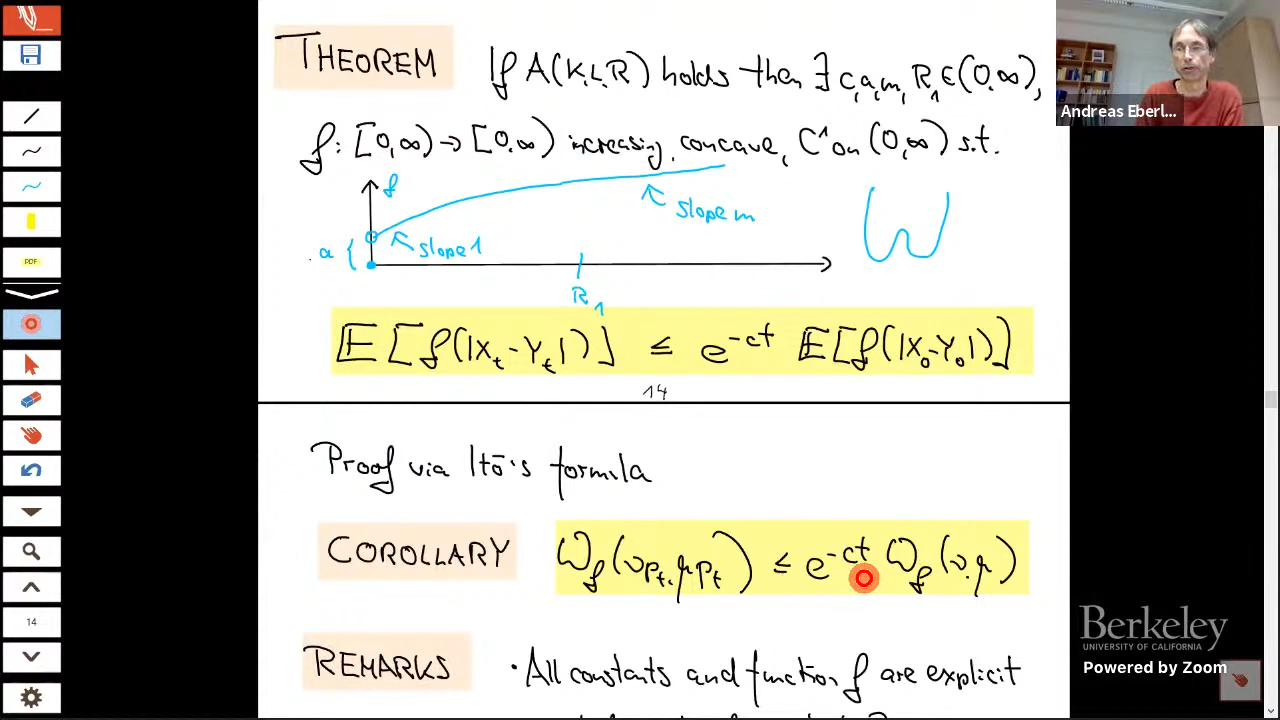 THEOREM If A(K,L,R) holds then ∃ c, a, m, R₁ ∈ (0,∞),
f : [0,∞) → [0,∞) increasing, concave, C¹ on (0,∞) s.t.
f
slope m
a
slope 1
R₁
E[f(|Xₜ-Yₜ|)] ≤ e^{-ct} E[f(|X₀-Y₀|)]
14
Proof via Itō's formula
COROLLARY W_f(νpₜ, μpₜ) ≤ e^{-ct} W_f(ν, μ)
REMARKS • All constants and function f are explicit
Andreas Eberl...
PDF
14
Berkeley
UNIVERSITY OF CALIFORNIA
Powered by Zoom